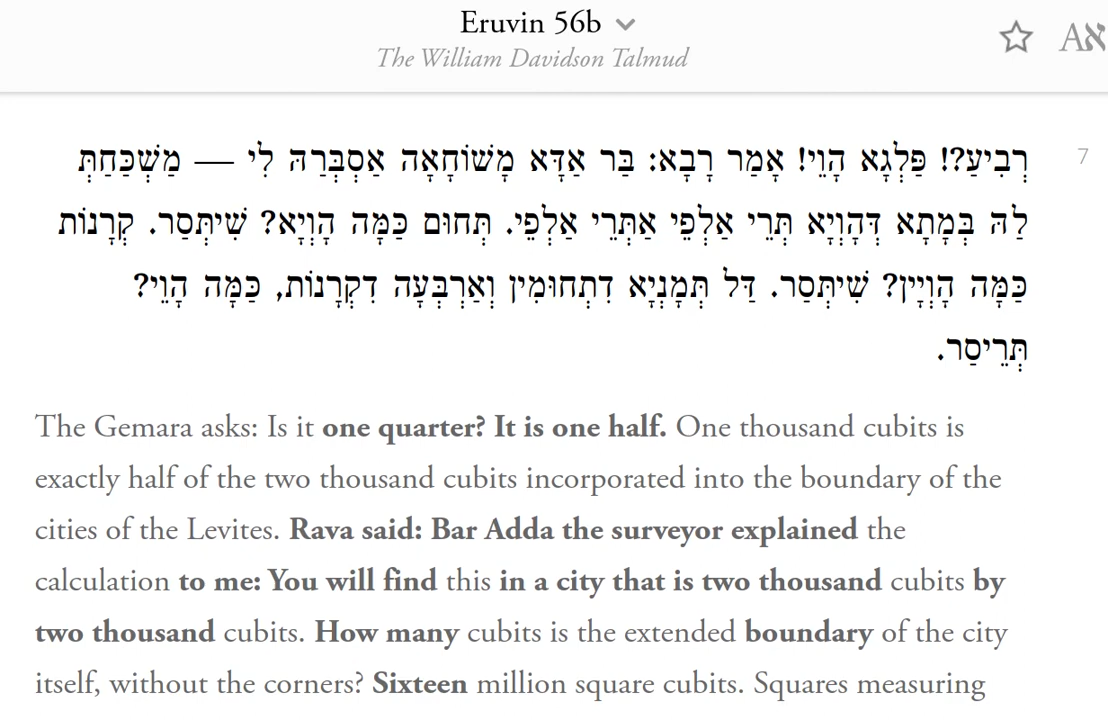 Eruvin 56b
The William Davidson Talmud
Aא
7
רְבִיעַ?! פַּלְגָא הָוֵי! אָמַר רָבָא: בַּר אַדָּא מָשׁוֹחָאָה אַסְבְּרַהּ לִי — מַשְׁכַּחַתְּ
לַהּ בְּמָתָא דְּהָוְיָא תְּרֵי אַלְפֵי אַתְּרֵי אַלְפֵי. תְּחוּם כַּמָּה הָוְיָא? שִׁיתְּסַר. קְרָנוֹת
כַּמָּה הָוְיָין? שִׁיתְּסַר. דַּל תְּמָנְיָא דִתְחוּמִין וְאַרְבְּעָה דִקְרָנוֹת, כַּמָּה הָוֵי?
תְּרֵיסַר.
The Gemara asks: Is it one quarter? It is one half. One thousand cubits is
exactly half of the two thousand cubits incorporated into the boundary of the
cities of the Levites. Rava said: Bar Adda the surveyor explained the
calculation to me: You will find this in a city that is two thousand cubits by
two thousand cubits. How many cubits is the extended boundary of the city
itself, without the corners? Sixteen million square cubits. Squares measuring